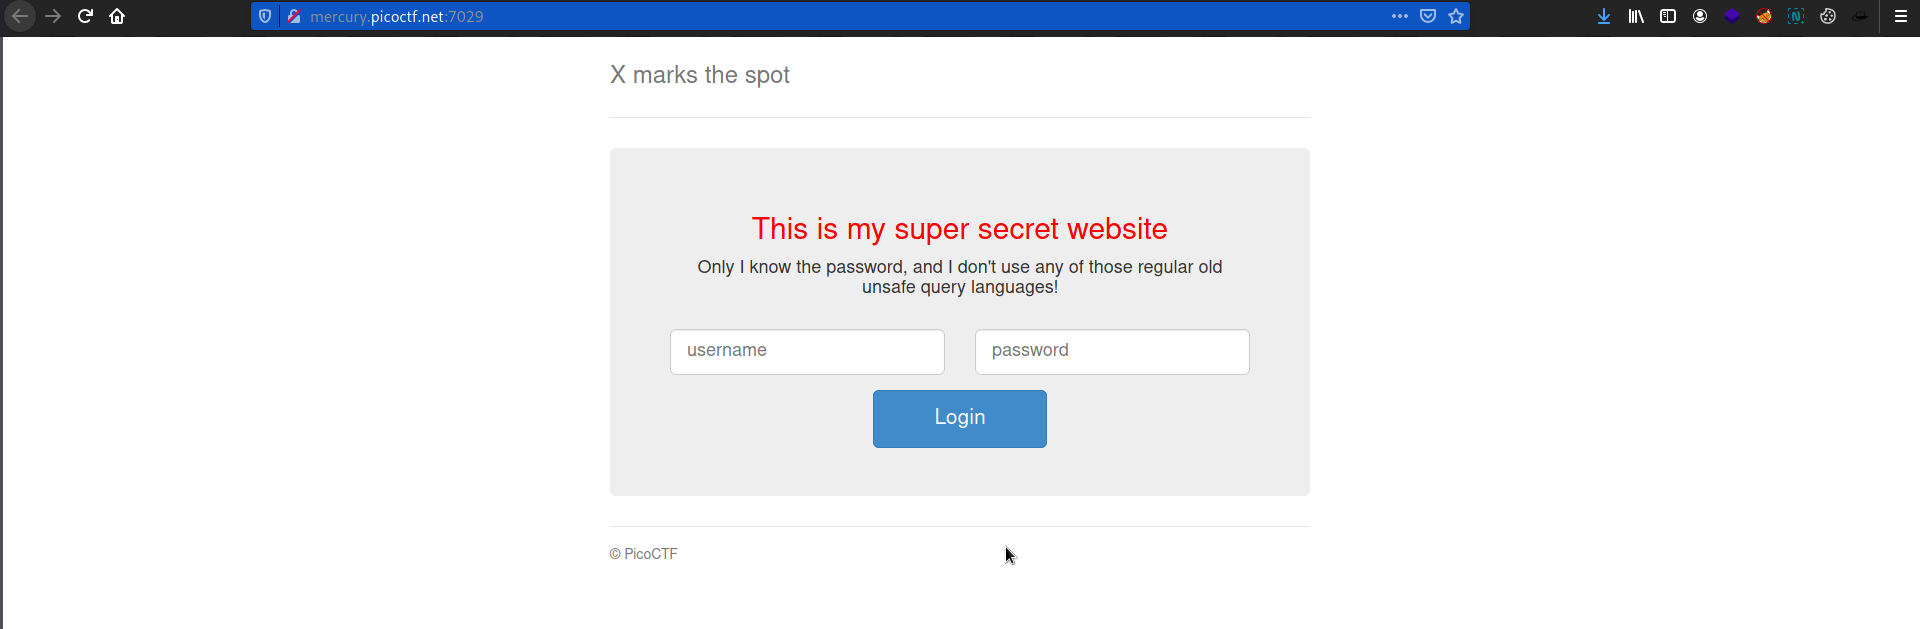 mercury.picoctf.net:7029
X marks the spot
This is my super secret website
Only I know the password, and I don't use any of those regular old
unsafe query languages!
username password
Login
© PicoCTF